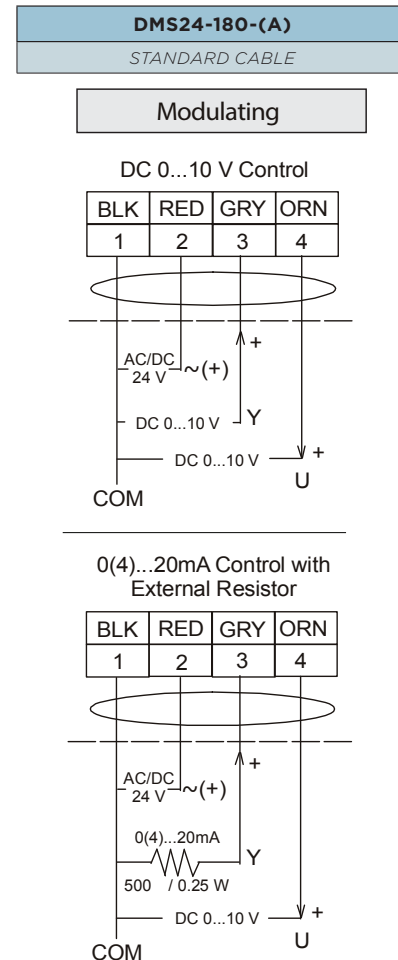 DMS24-180-(A)
STANDARD CABLE
Modulating
DC 0...10 V Control
BLK RED GRY ORN
1 2 3 4
+
AC/DC
24 V ~(+)
DC 0...10 V Y
DC 0...10 V +
U
COM
0(4)...20mA Control with
External Resistor
BLK RED GRY ORN
1 2 3 4
+
AC/DC
24 V ~(+)
0(4)...20mA
Y
500 / 0.25 W
DC 0...10 V +
U
COM